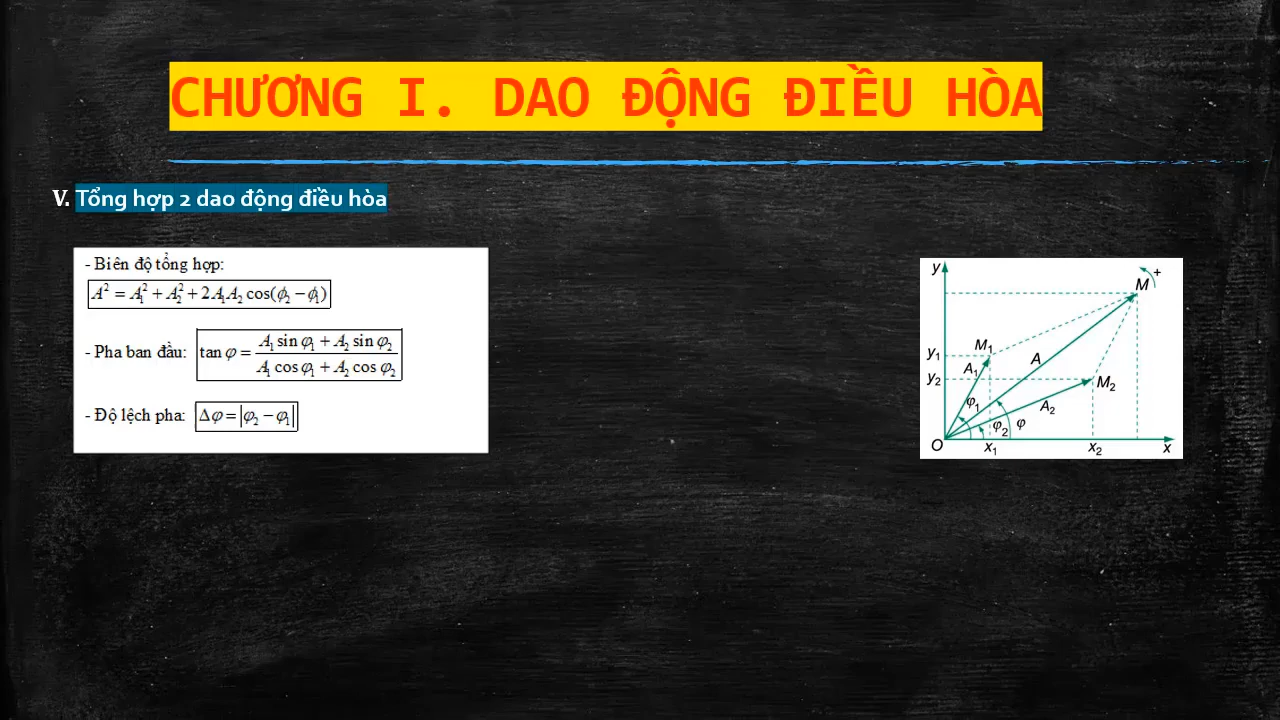 CHƯƠNG I. DAO ĐỘNG ĐIỀU HÒA
V. Tổng hợp 2 dao động điều hòa
- Biên độ tổng hợp:
A² = A₁² + A₂² + 2A₁A₂ cos(ϕ₂ − ϕ₁)
- Pha ban đầu: tan φ = (A₁ sin φ₁ + A₂ sin φ₂) / (A₁ cos φ₁ + A₂ cos φ₂)
- Độ lệch pha: Δφ = |φ₂ − φ₁|
y
+
M
M₁
y₁
A
A₁
y₂
M₂
φ₁
A₂
φ₂
φ
O
x₁
x₂
x